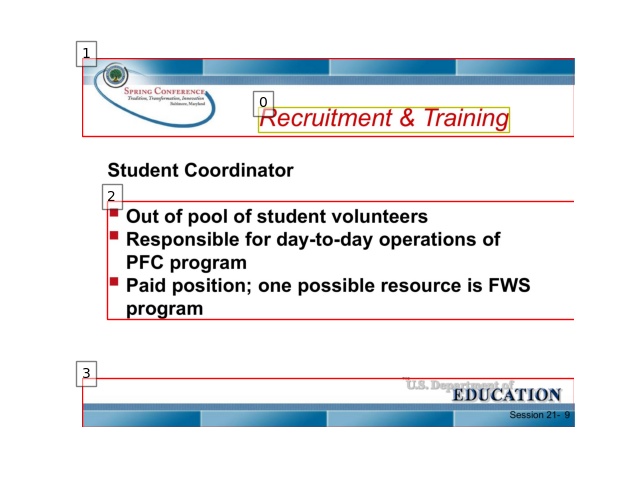 1
SPRING CONFERENCE
Tradition, Transformation, Innovation
Baltimore, Maryland
0
Recruitment & Training
Student Coordinator
2
Out of pool of student volunteers
Responsible for day-to-day operations of
PFC program
Paid position; one possible resource is FWS
program
3
U.S. Department of
EDUCATION
Session 21- 9